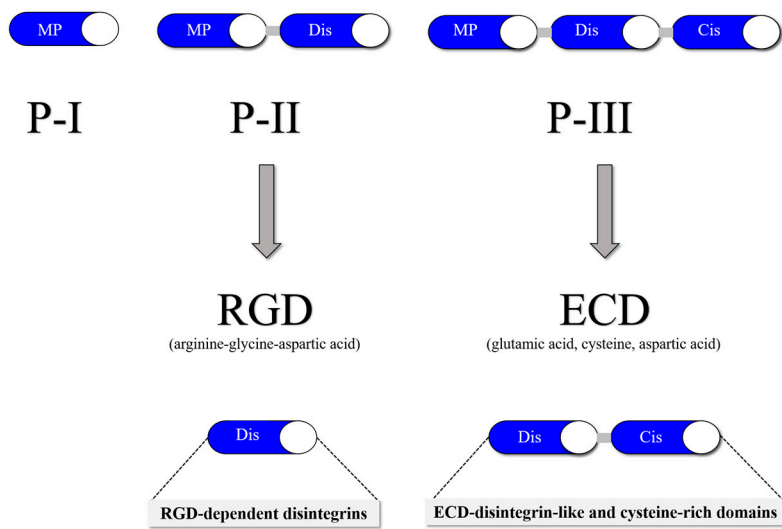 MP MP Dis MP Dis Cis
P-I P-II P-III
RGD ECD
(arginine-glycine-aspartic acid) (glutamic acid, cysteine, aspartic acid)
Dis Dis Cis
RGD-dependent disintegrins ECD-disintegrin-like and cysteine-rich domains